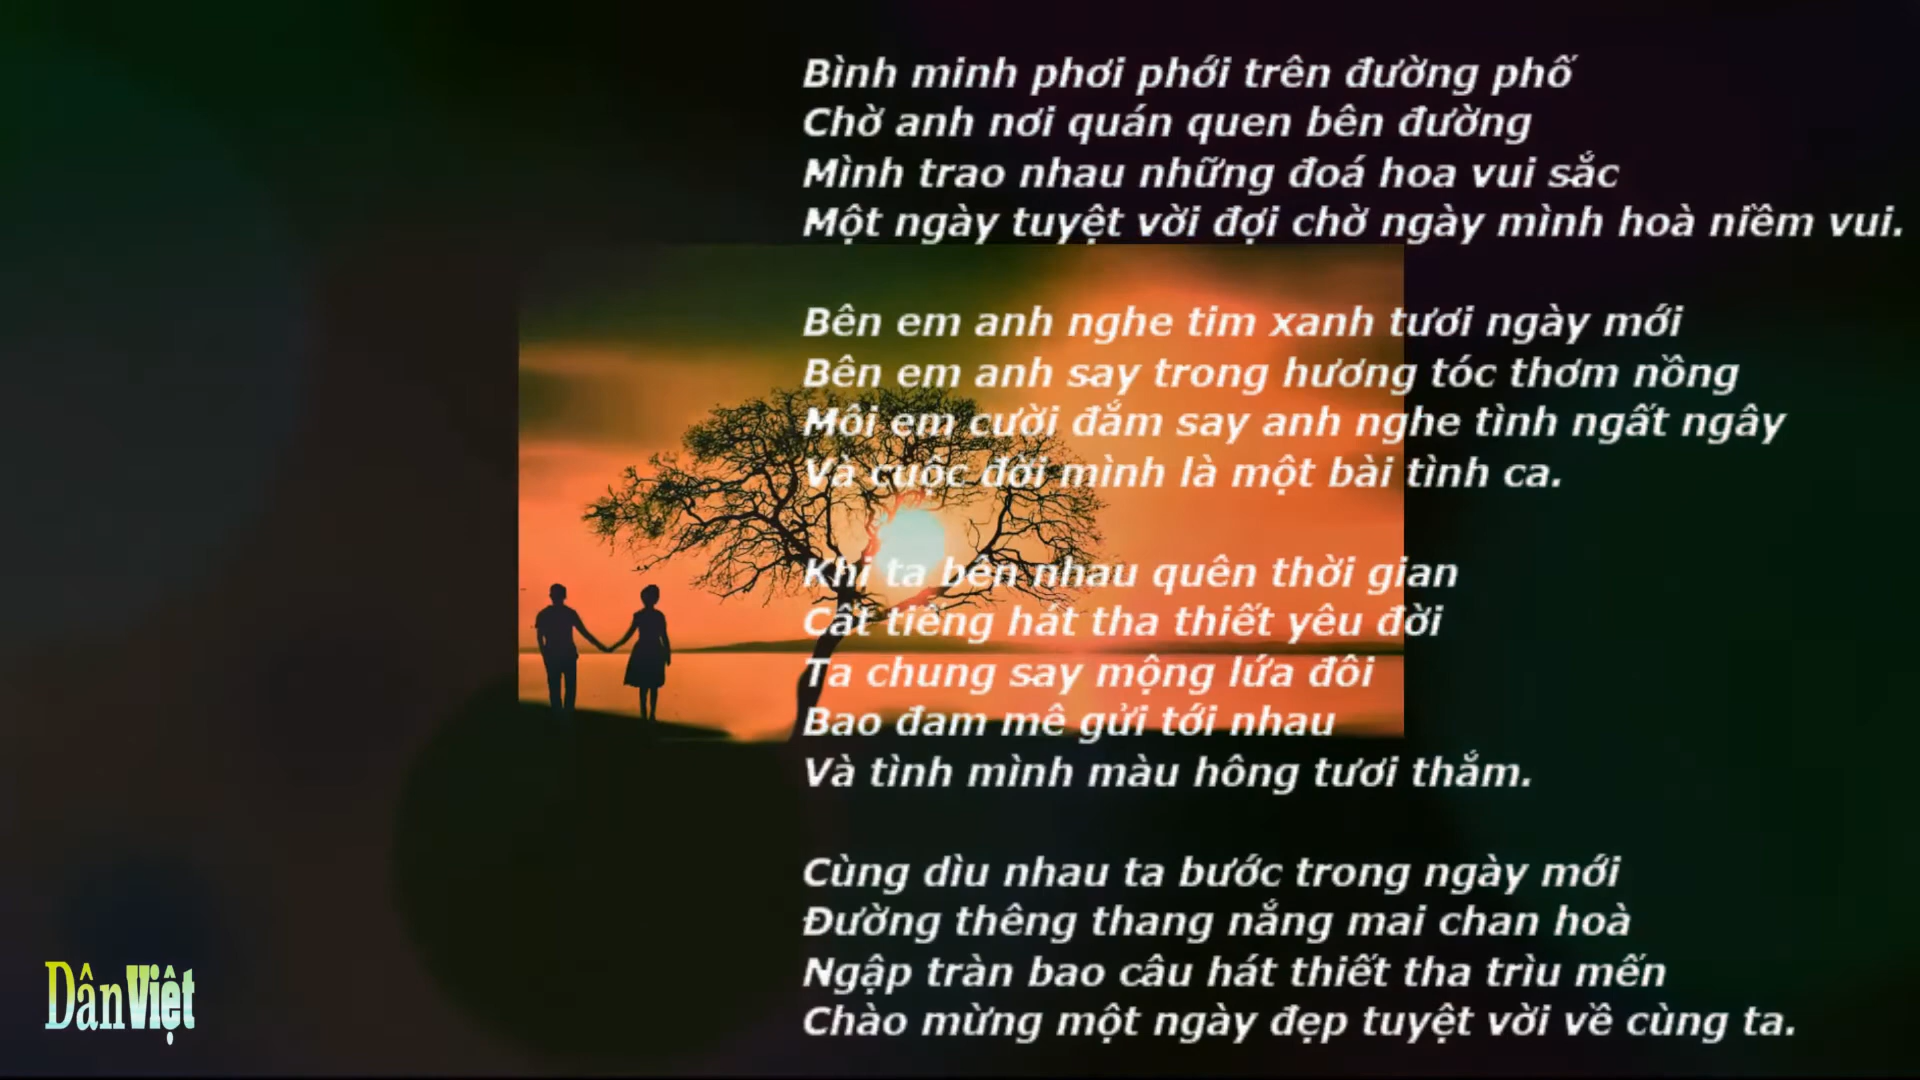 Bình minh phơi phới trên đường phố
Chờ anh nơi quán quen bên đường
Mình trao nhau những đoá hoa vui sắc
Một ngày tuyệt vời đợi chờ ngày mình hoà niềm vui.
Bên em anh nghe tim xanh tươi ngày mới
Bên em anh say trong hương tóc thơm nồng
Môi em cười đắm say anh nghe tình ngất ngây
Và cuộc đời mình là một bài tình ca.
Khi ta bên nhau quên thời gian
Cất tiếng hát tha thiết yêu đời
Ta chung say mộng lứa đôi
Bao đam mê gửi tới nhau
Và tình mình màu hông tươi thắm.
Cùng dìu nhau ta bước trong ngày mới
Đường thêng thang nắng mai chan hoà
Ngập tràn bao câu hát thiết tha trìu mến
Chào mừng một ngày đẹp tuyệt vời về cùng ta.
DânViệt